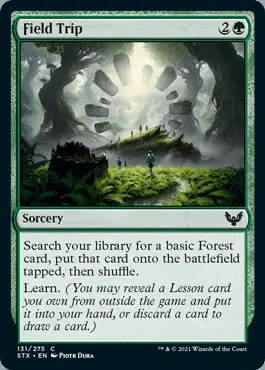 Field Trip 2
Sorcery
Search your library for a basic Forest
card, put that card onto the battlefield
tapped, then shuffle.
Learn. (You may reveal a Lesson card
you own from outside the game and put
it into your hand, or discard a card to
draw a card.)
131/275 C
STX • EN Piotr Dura ™ & © 2021 Wizards of the Coast